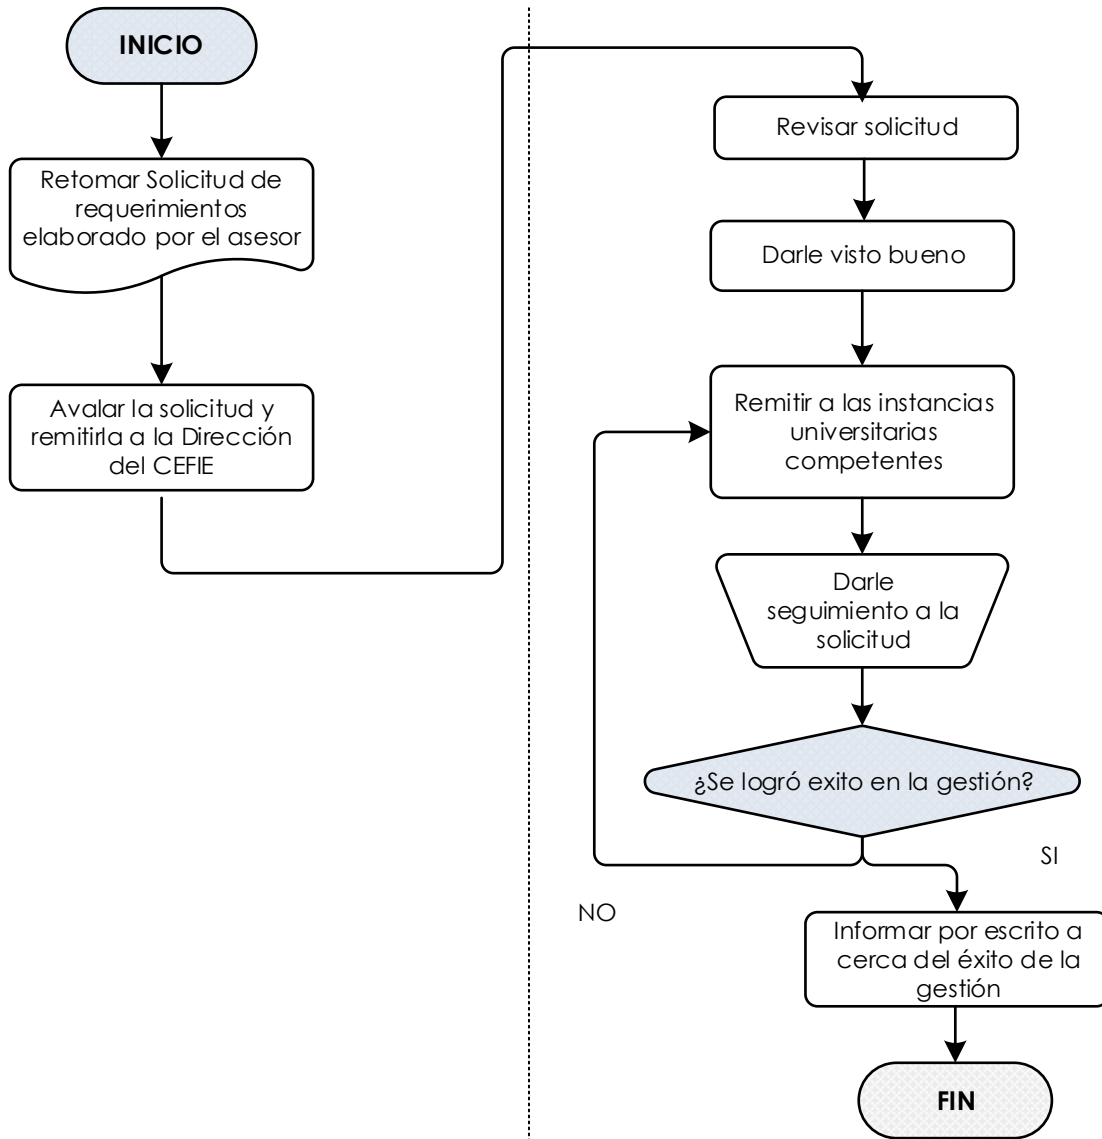 INICIO
Retomar Solicitud de
requerimientos
elaborado por el asesor
Avalar la solicitud y
remitirla a la Dirección
del CEFIE
Revisar solicitud
Darle visto bueno
Remitir a las instancias
universitarias
competentes
Darle
seguimiento a la
solicitud
¿Se logró exito en la gestión?
SI
NO
Informar por escrito a
cerca del éxito de la
gestión
FIN